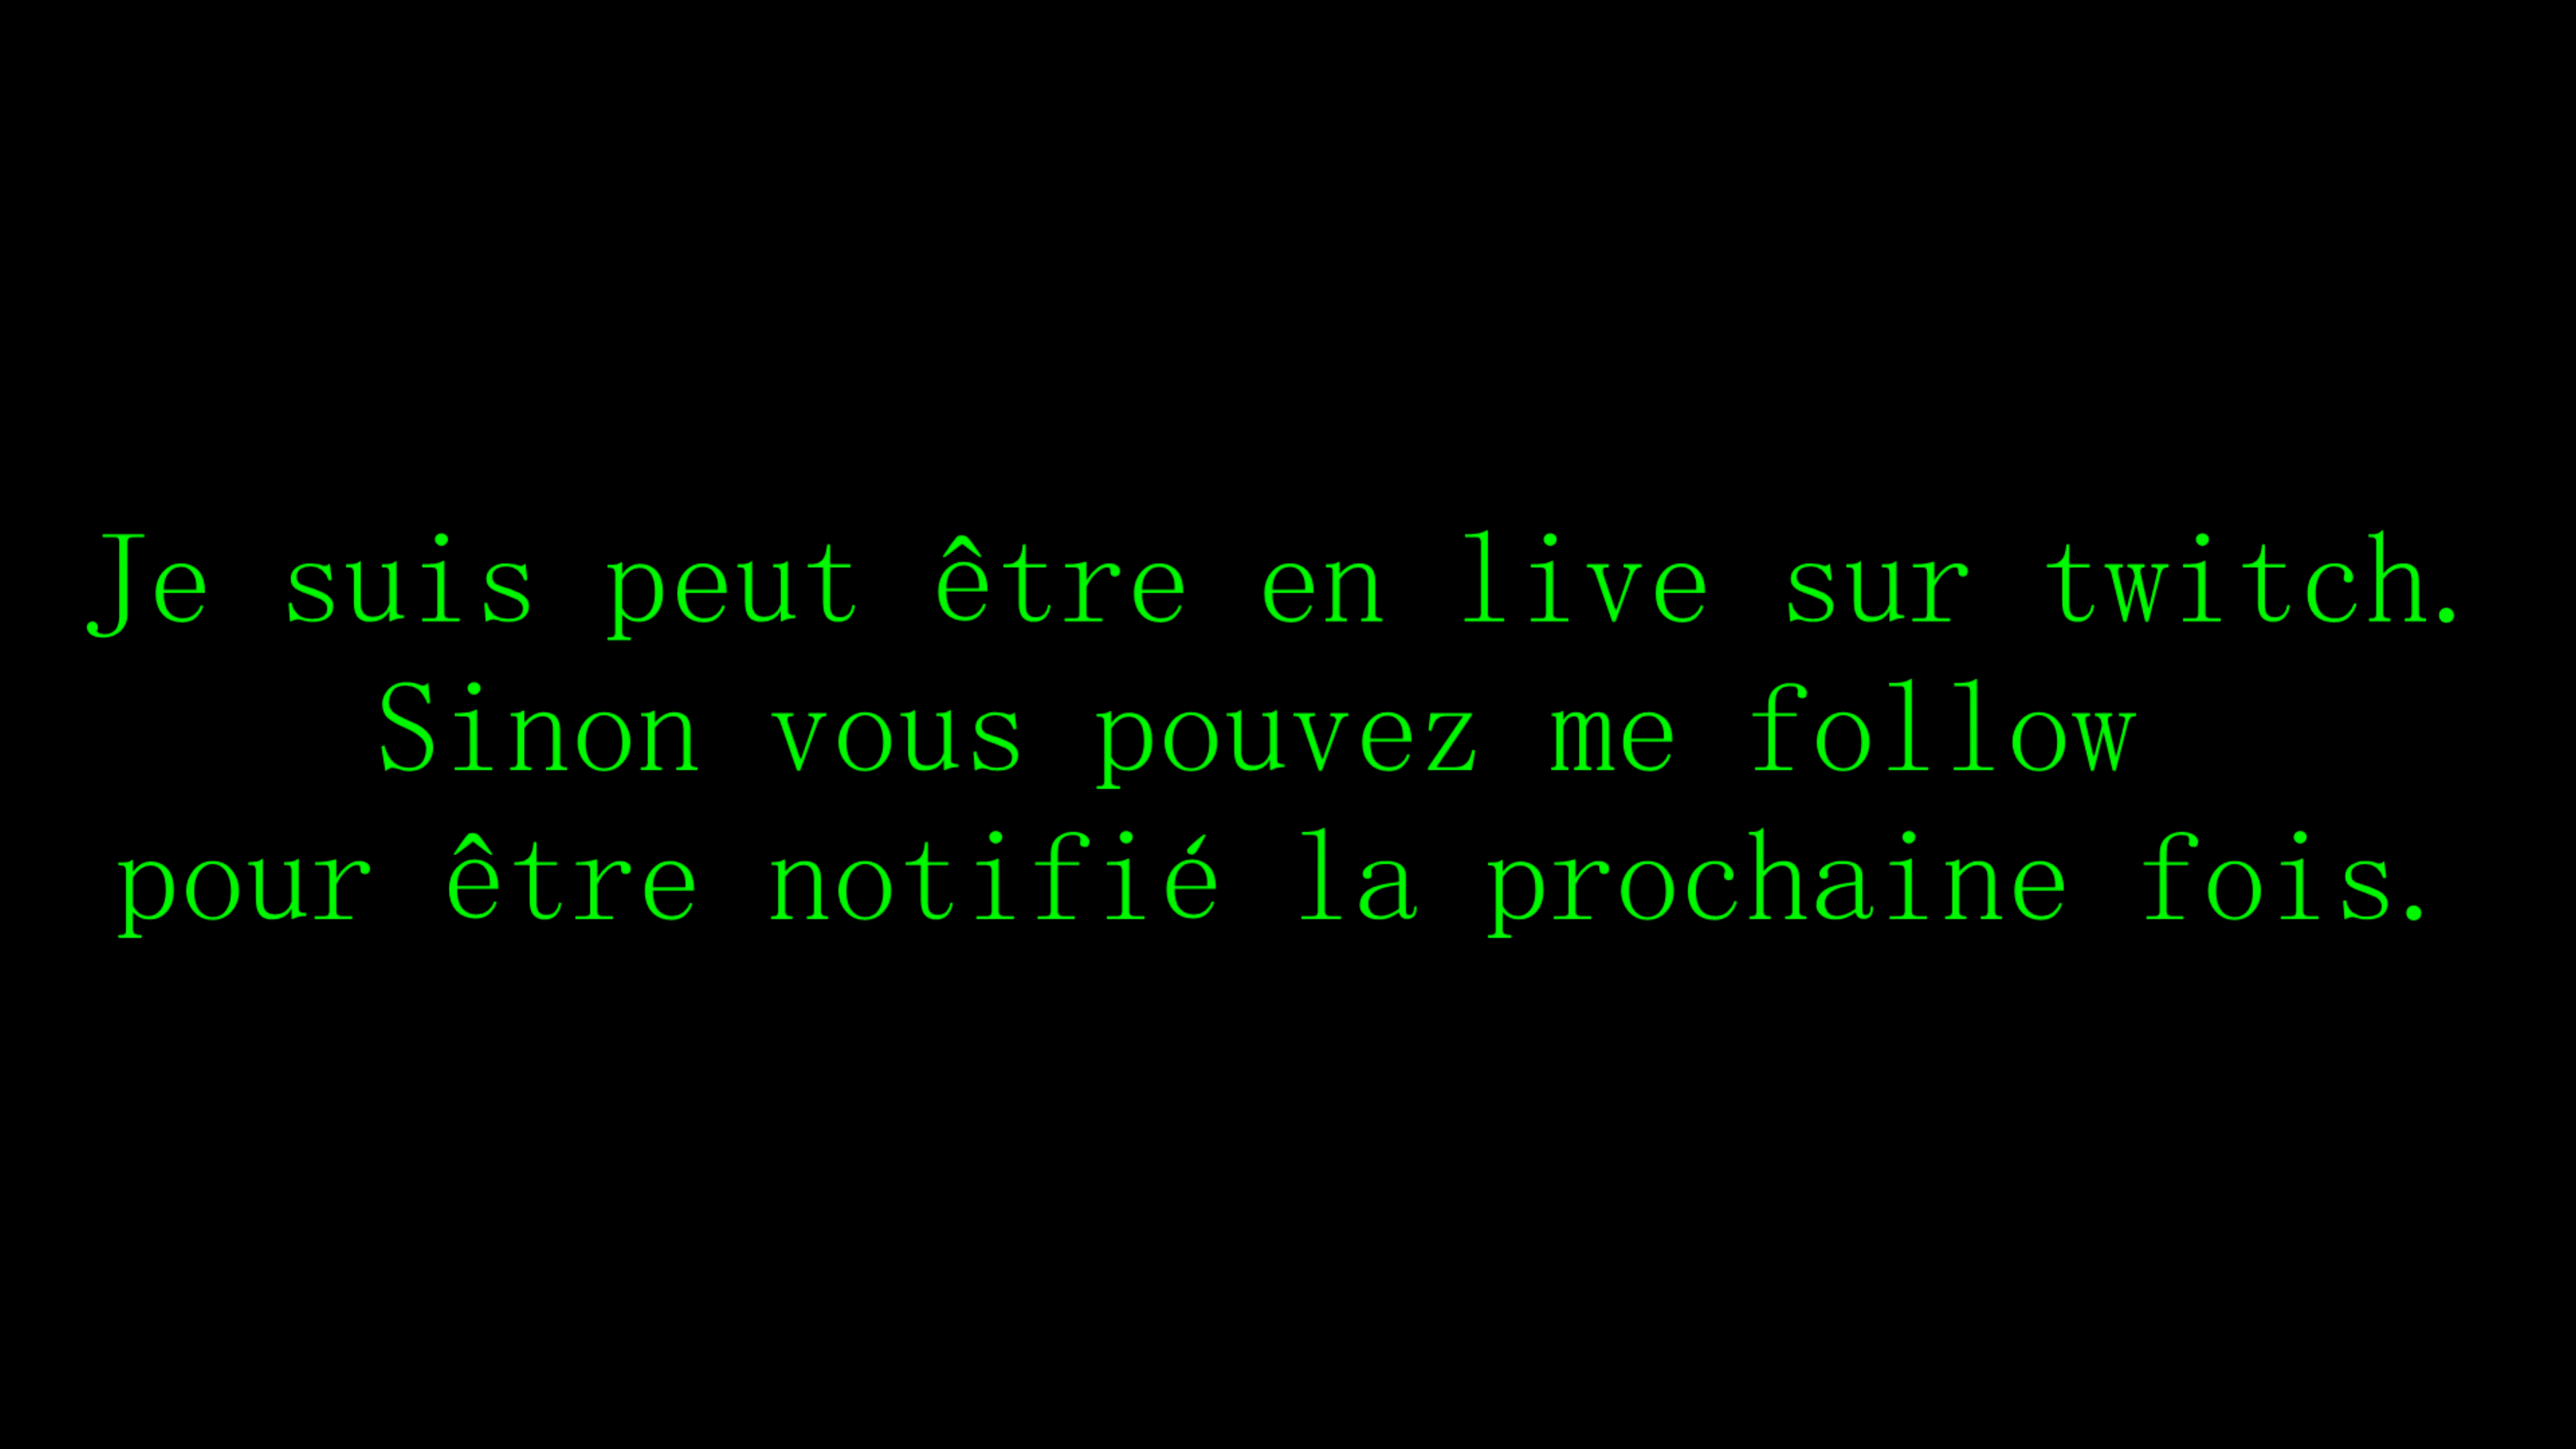 Je suis peut être en live sur twitch.
Sinon vous pouvez me follow
pour être notifié la prochaine fois.